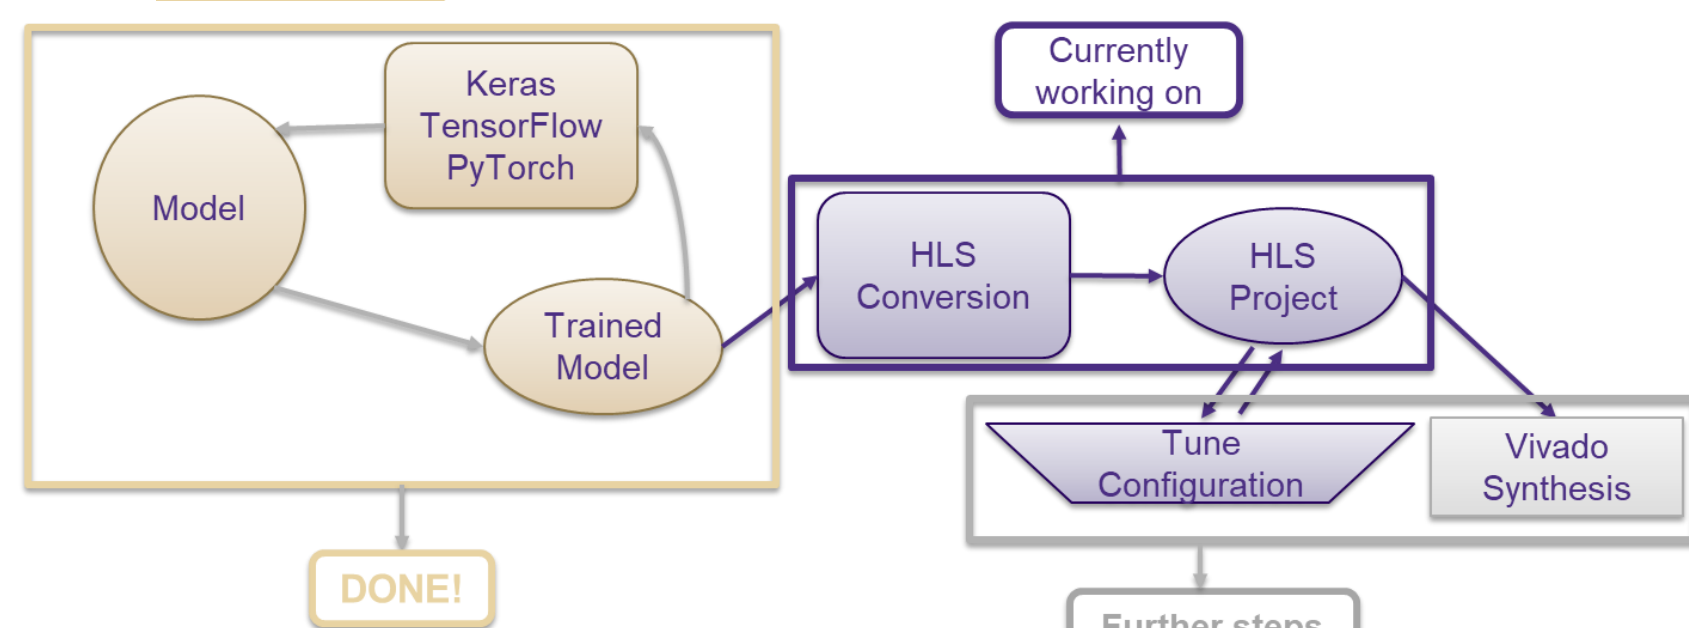 Keras
TensorFlow
PyTorch
Model
Trained
Model
DONE!
Currently
working on
HLS
Conversion
HLS
Project
Tune
Configuration
Vivado
Synthesis
Further steps